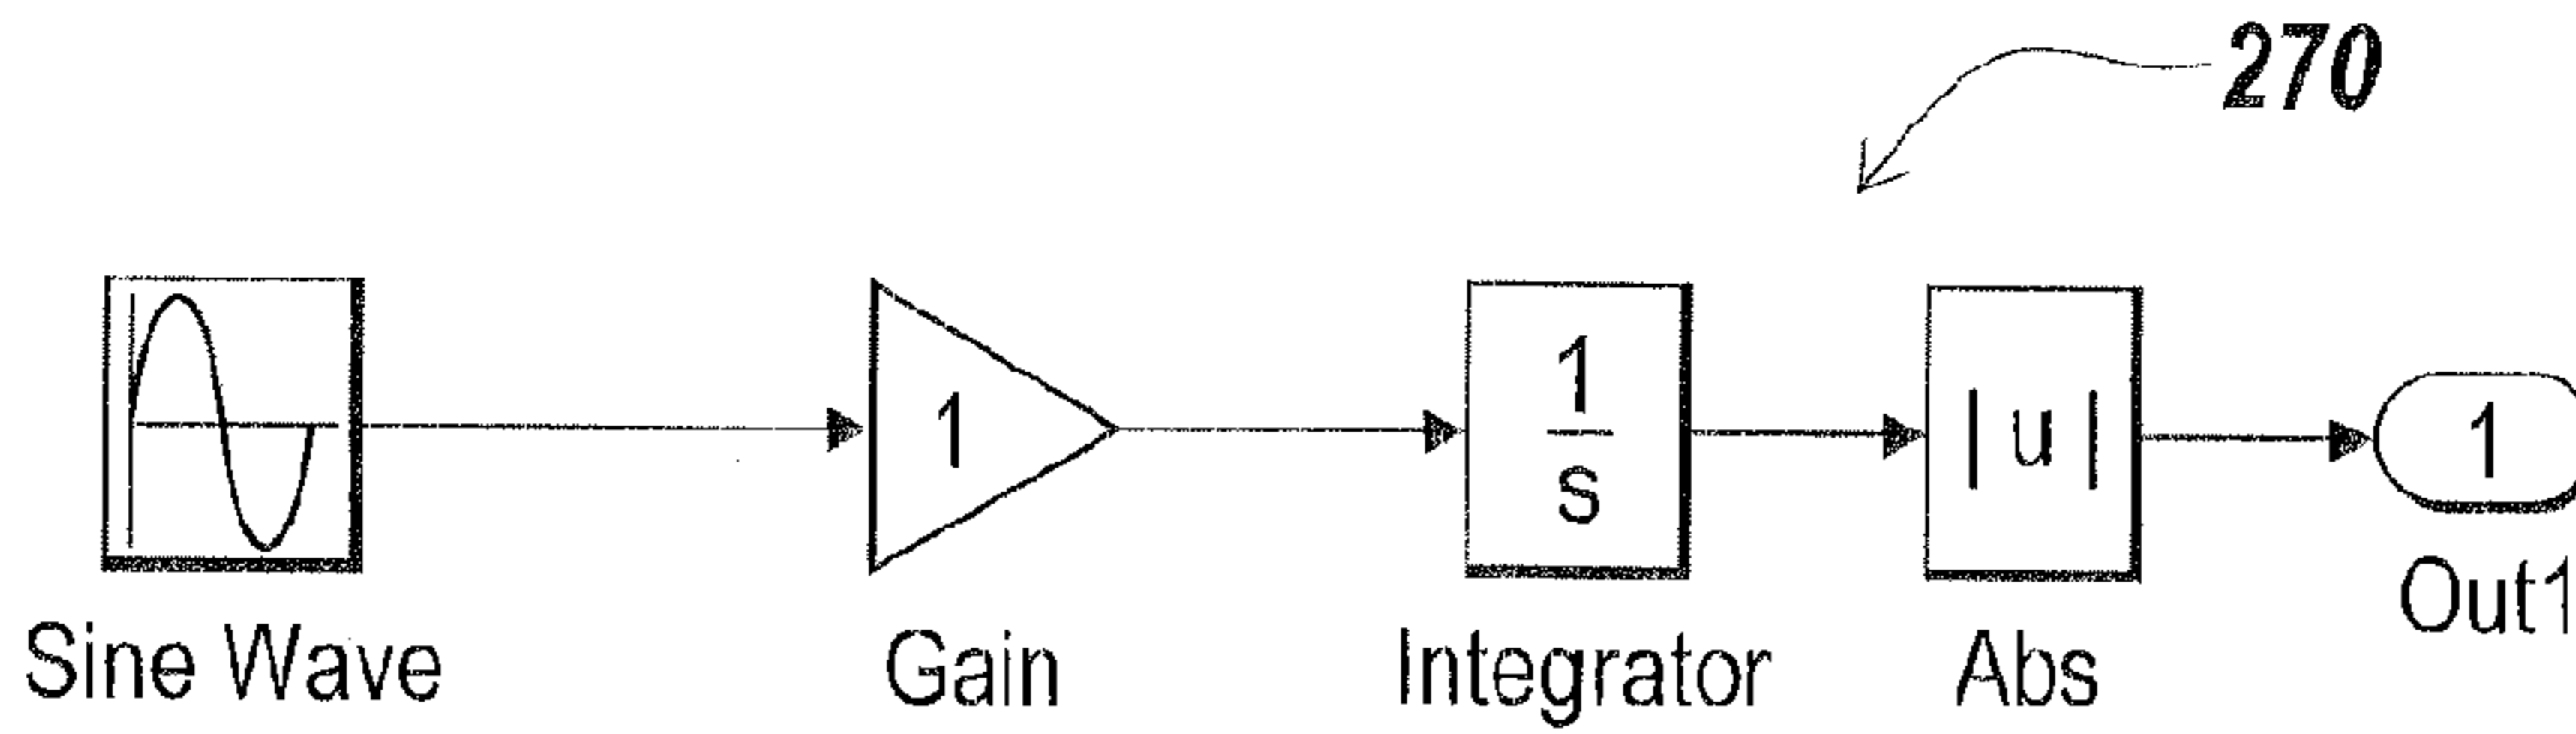 270
1
1
s
| u |
1
Sine Wave
Gain
Integrator
Abs
Out1